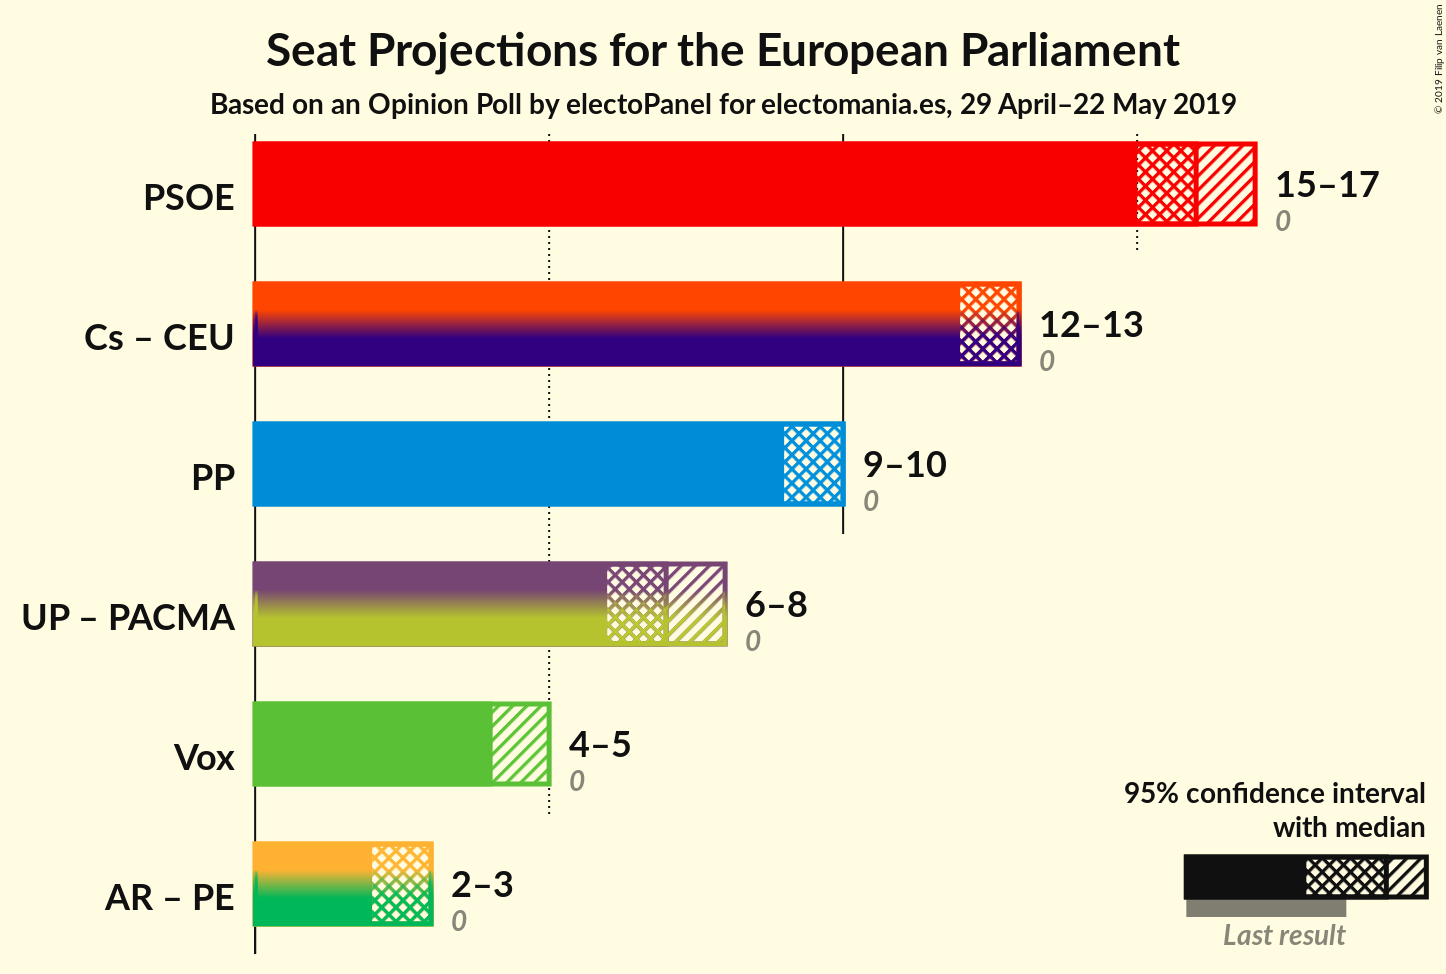 Seat Projections for the European Parliament
Based on an Opinion Poll by electoPanel for electomania.es, 29 April–22 May 2019
© 2019 Filip van Laenen
PSOE
15–17
0
Cs – CEU
12–13
0
PP
9–10
0
UP – PACMA
6–8
0
Vox
4–5
0
AR – PE
2–3
0
95% confidence interval
with median
Last result